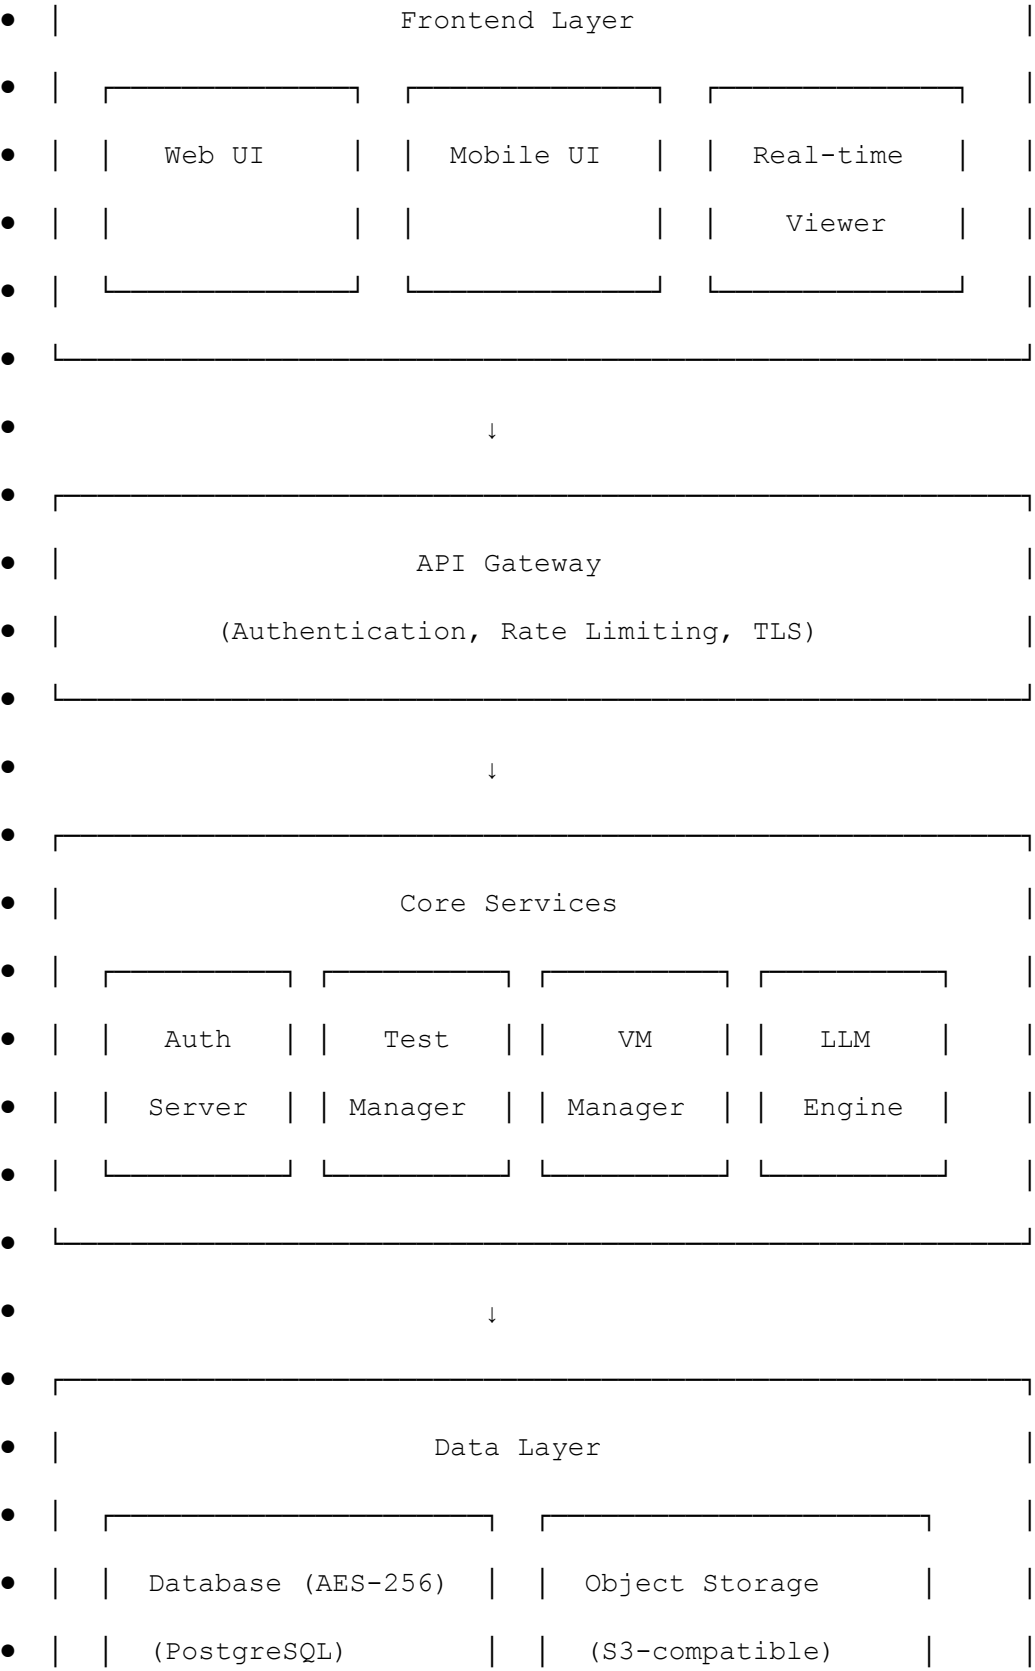 ● │ Frontend Layer │
● │ ┌───────────────┐ ┌───────────────┐ ┌───────────────┐ │
● │ │ Web UI │ │ Mobile UI │ │ Real-time │ │
● │ │ │ │ │ │ Viewer │ │
● │ └───────────────┘ └───────────────┘ └───────────────┘ │
● └─────────────────────────────────────────────────────────┘
● ↓
● ┌─────────────────────────────────────────────────────────┐
● │ API Gateway │
● │ (Authentication, Rate Limiting, TLS) │
● └─────────────────────────────────────────────────────────┘
● ↓
● ┌─────────────────────────────────────────────────────────┐
● │ Core Services │
● │ ┌───────────┐ ┌───────────┐ ┌───────────┐ ┌───────────┐ │
● │ │ Auth │ │ Test │ │ VM │ │ LLM │ │
● │ │ Server │ │ Manager │ │ Manager │ │ Engine │ │
● │ └───────────┘ └───────────┘ └───────────┘ └───────────┘ │
● └─────────────────────────────────────────────────────────┘
● ↓
● ┌─────────────────────────────────────────────────────────┐
● │ Data Layer │
● │ ┌───────────────────────┐ ┌───────────────────────┐ │
● │ │ Database (AES-256) │ │ Object Storage │ │
● │ │ (PostgreSQL) │ │ (S3-compatible) │ │